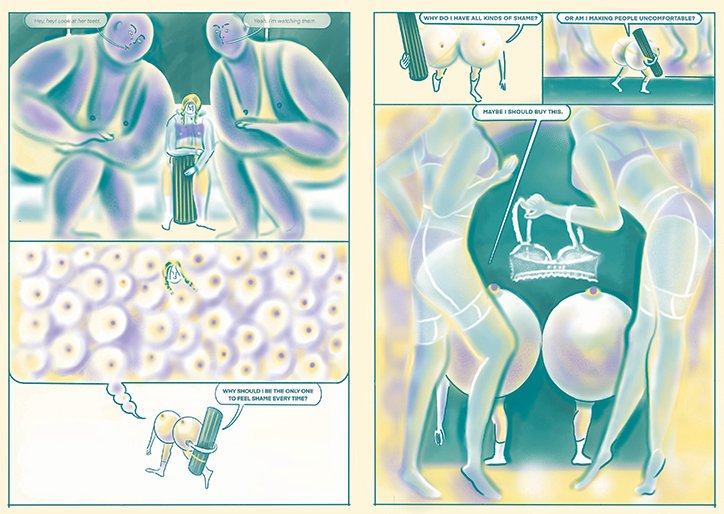 Hey, hey! Look at her teets.
Yeah. I'm watching them.
WHY SHOULD I BE THE ONLY ONE
TO FEEL SHAME EVERY TIME?
WHY DO I HAVE ALL KINDS OF SHAME?
OR AM I MAKING PEOPLE UNCOMFORTABLE?
MAYBE I SHOULD BUY THIS.